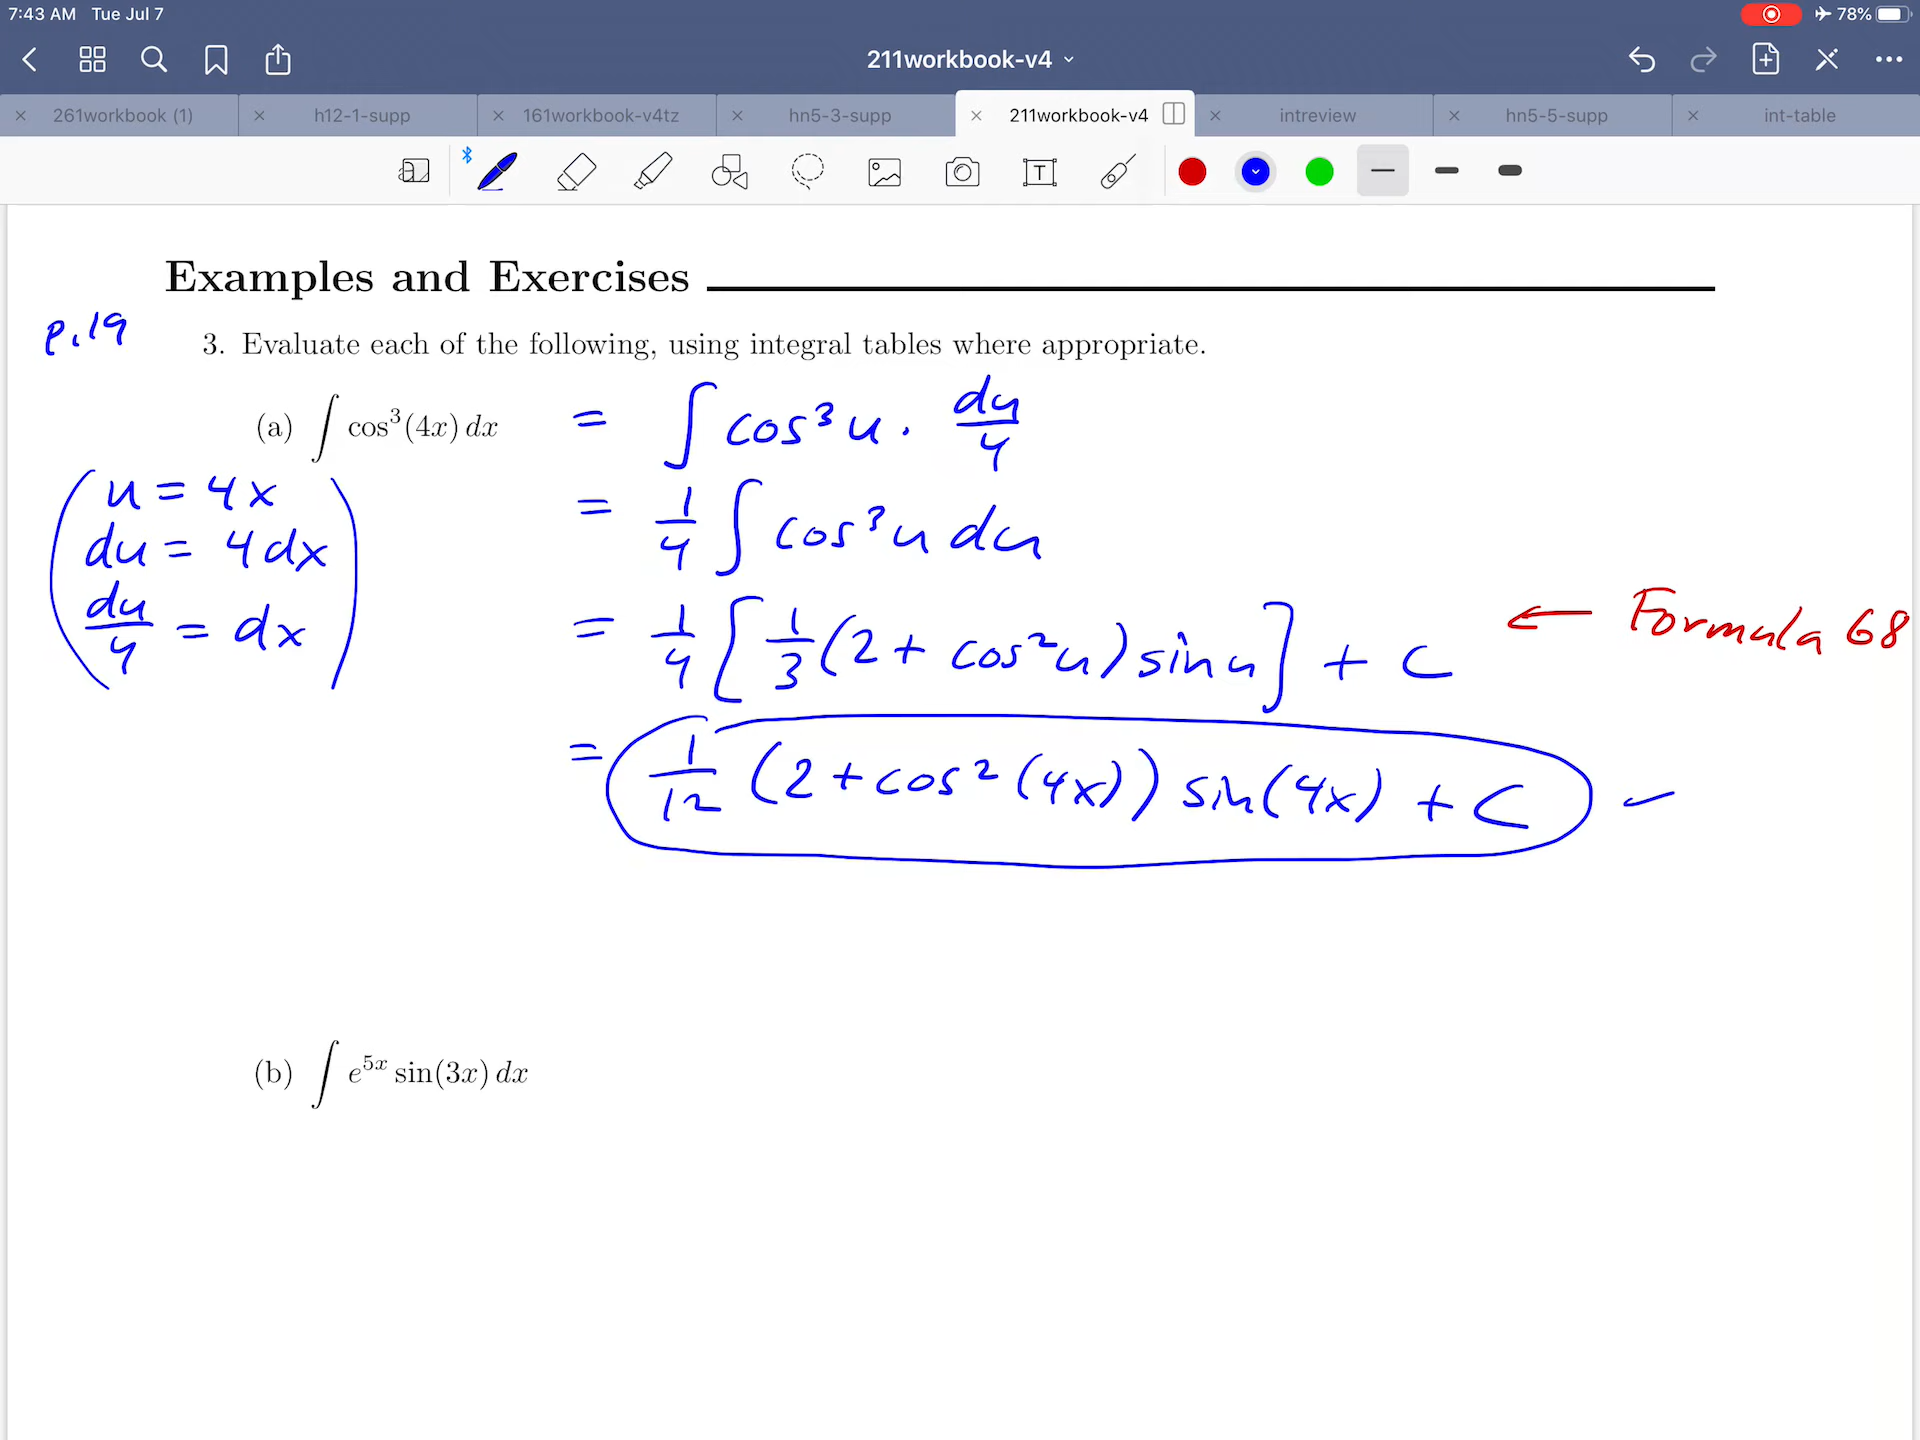 7:43 AM Tue Jul 7 78%
211workbook-v4
261workbook (1) h12-1-supp 161workbook-v4tz hn5-3-supp 211workbook-v4 intreview hn5-5-supp int-table
Examples and Exercises
p.19
3. Evaluate each of the following, using integral tables where appropriate.
(a) ∫ cos³(4x) dx = ∫ cos³u · du/4
u = 4x
du = 4dx
du/4 = dx
= 1/4 ∫ cos³u du
= 1/4 [1/3 (2 + cos²u) sin u] + C ← Formula 68
= 1/12 (2 + cos²(4x)) sin(4x) + C ✓
(b) ∫ e⁵ˣ sin(3x) dx